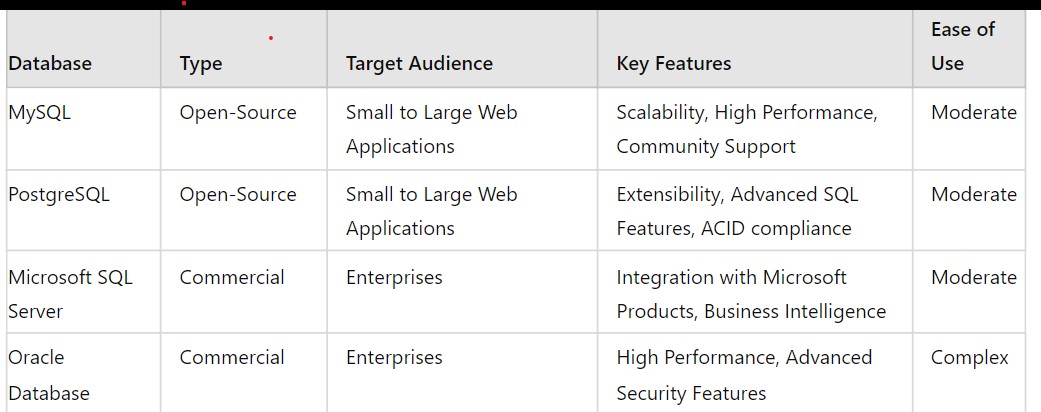 Database Type Target Audience Key Features Ease of Use
MySQL Open-Source Small to Large Web Applications Scalability, High Performance, Community Support Moderate
PostgreSQL Open-Source Small to Large Web Applications Extensibility, Advanced SQL Features, ACID compliance Moderate
Microsoft SQL Server Commercial Enterprises Integration with Microsoft Products, Business Intelligence Moderate
Oracle Database Commercial Enterprises High Performance, Advanced Security Features Complex